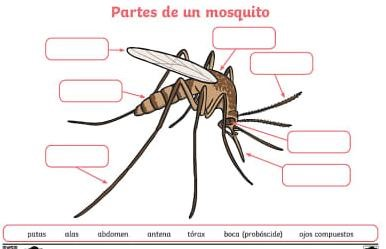 Partes de un mosquito
patas alas abdomen antena tórax boca (probóscide) ojos compuestos